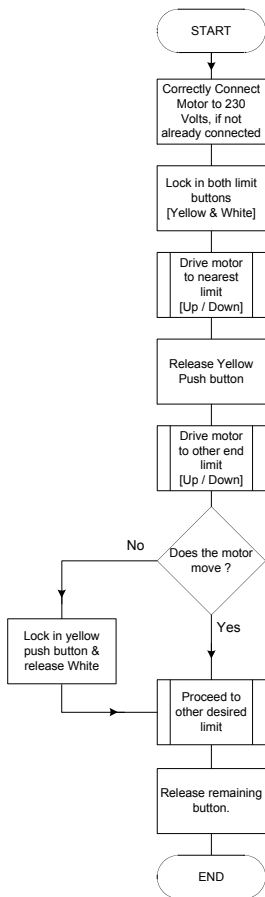 START
Correctly Connect
Motor to 230
Volts, if not
already connected
Lock in both limit
buttons
[Yellow & White]
Drive motor
to nearest
limit
[Up / Down]
Release Yellow
Push button
Drive motor
to other end
limit
[Up / Down]
Does the motor
move ?
No
Yes
Lock in yellow
push button &
release White
Proceed to
other desired
limit
Release remaining
button.
END